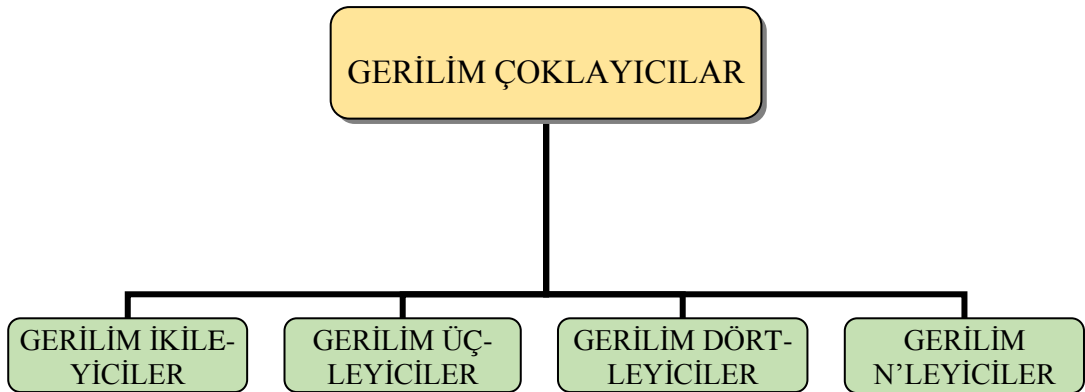 GERİLİM ÇOKLAYICILAR
GERİLİM İKİLE-
YİCİLER
GERİLİM ÜÇ-
LEYİCİLER
GERİLİM DÖRT-
LEYİCİLER
GERİLİM
N’LEYİCİLER